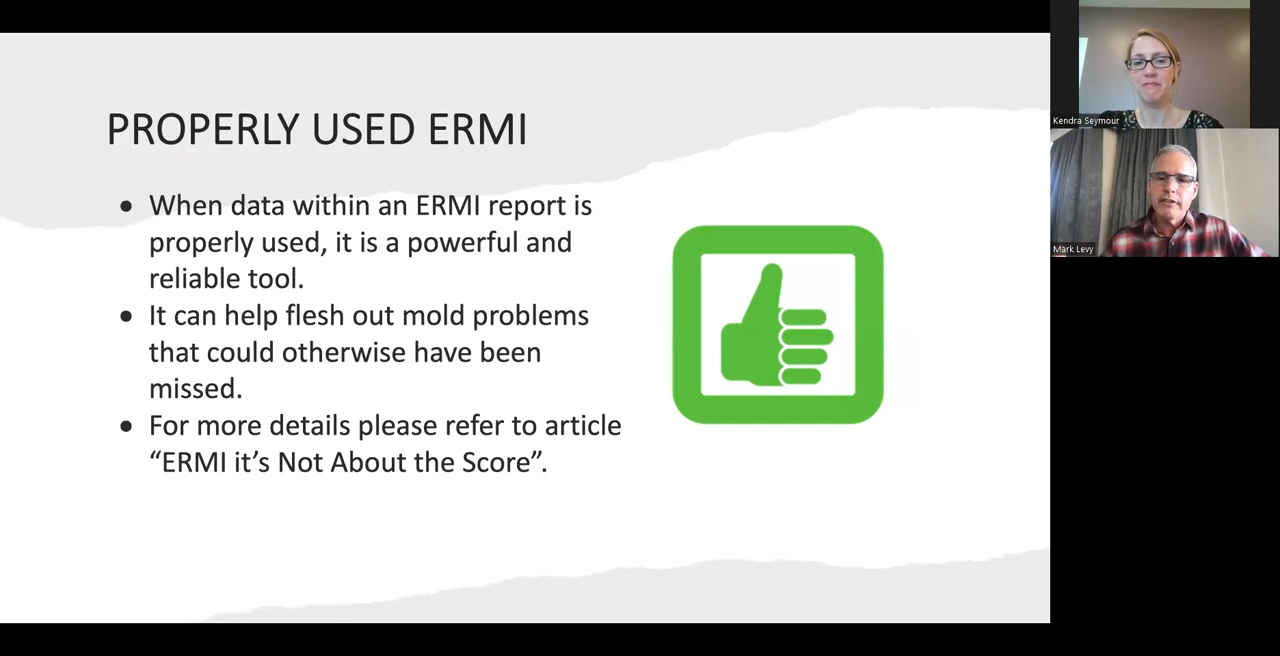 PROPERLY USED ERMI
• When data within an ERMI report is
properly used, it is a powerful and
reliable tool.
• It can help flesh out mold problems
that could otherwise have been
missed.
• For more details please refer to article
“ERMI it’s Not About the Score”.
Kendra Seymour
Mark Levy